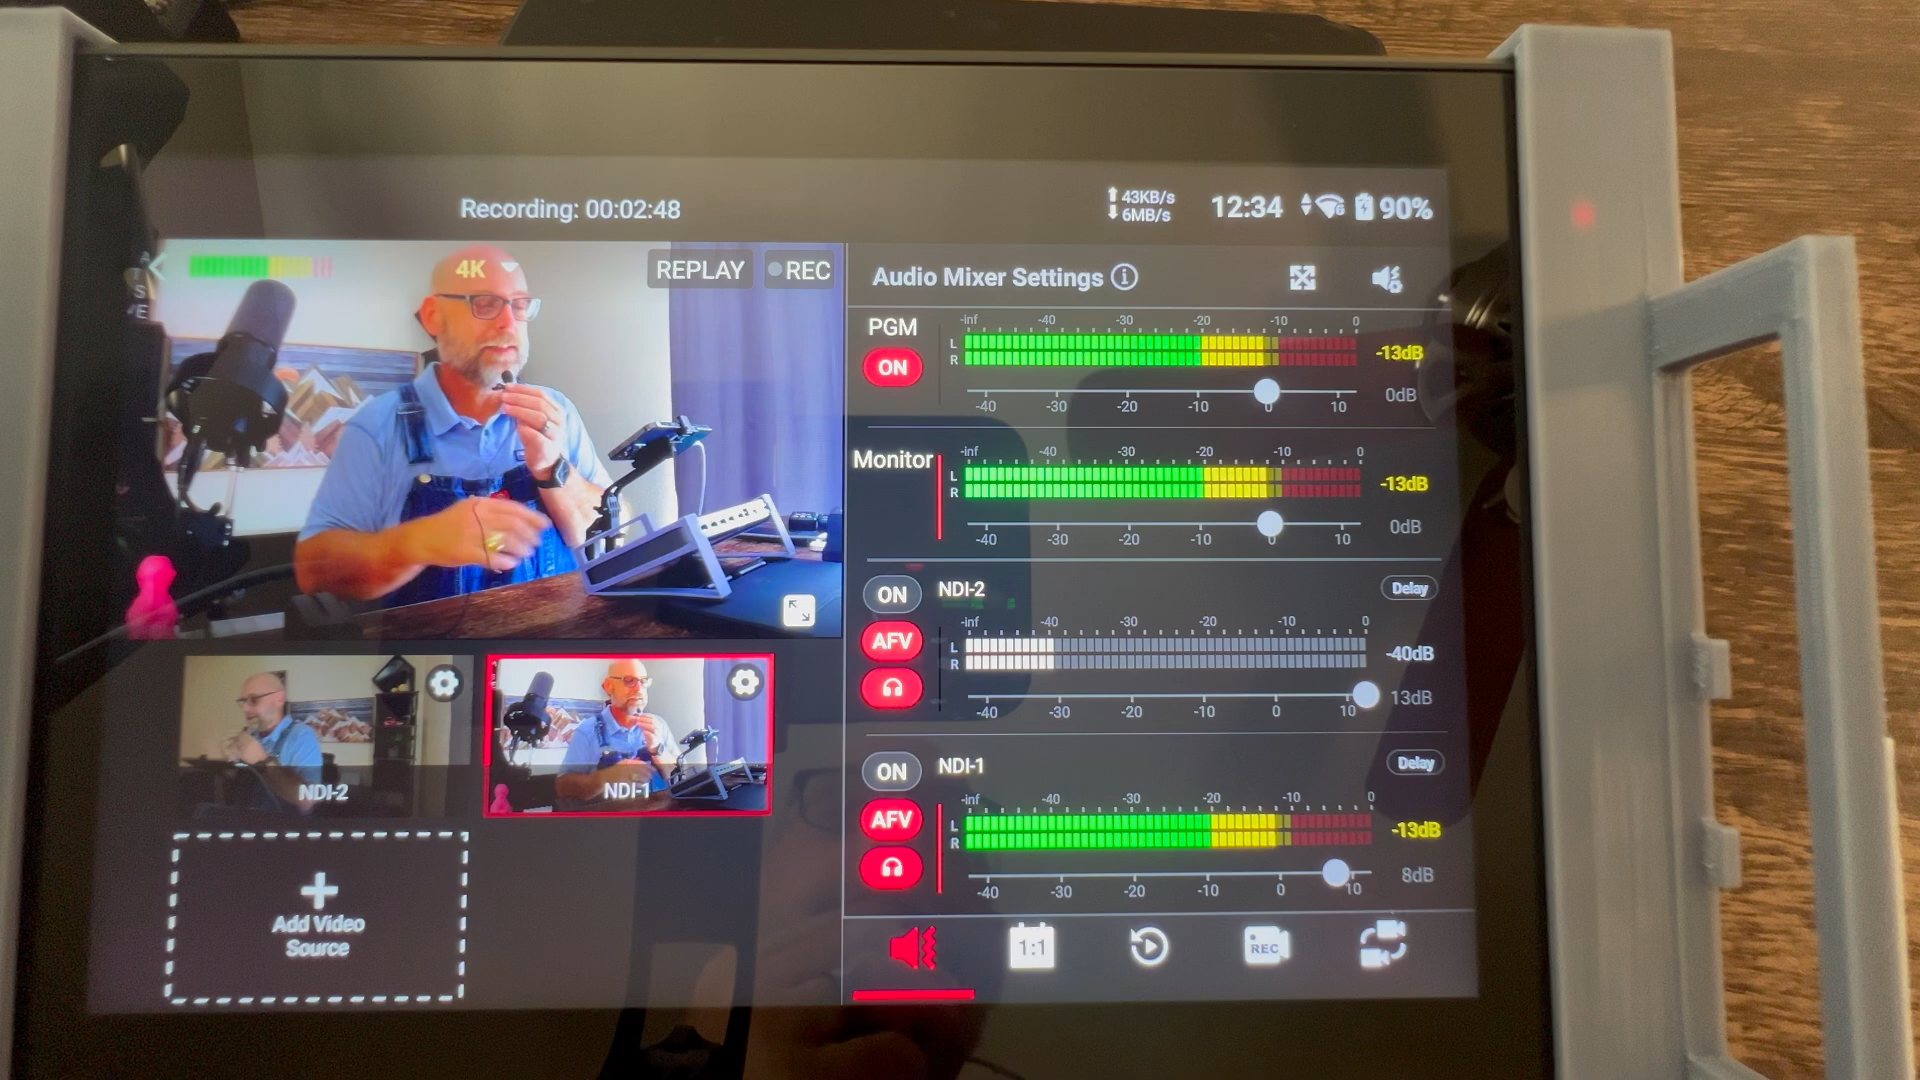 Recording: 00:02:48
43KB/s
6MB/s
12:34
90%
4K
REPLAY
REC
Audio Mixer Settings
PGM
ON
-inf -40 -30 -20 -10 0
L
R
-13dB
-40 -30 -20 -10 0 10
0dB
Monitor
-inf -40 -30 -20 -10 0
L
R
-13dB
-40 -30 -20 -10 0 10
0dB
ON
NDI-2
Delay
AFV
-inf -40 -30 -20 -10 0
L
R
-40dB
-40 -30 -20 -10 0 10
13dB
ON
NDI-1
Delay
AFV
-inf -40 -30 -20 -10 0
L
R
-13dB
-40 -30 -20 -10 0 10
8dB
NDI-2
NDI-1
Add Video
Source
1:1
REC